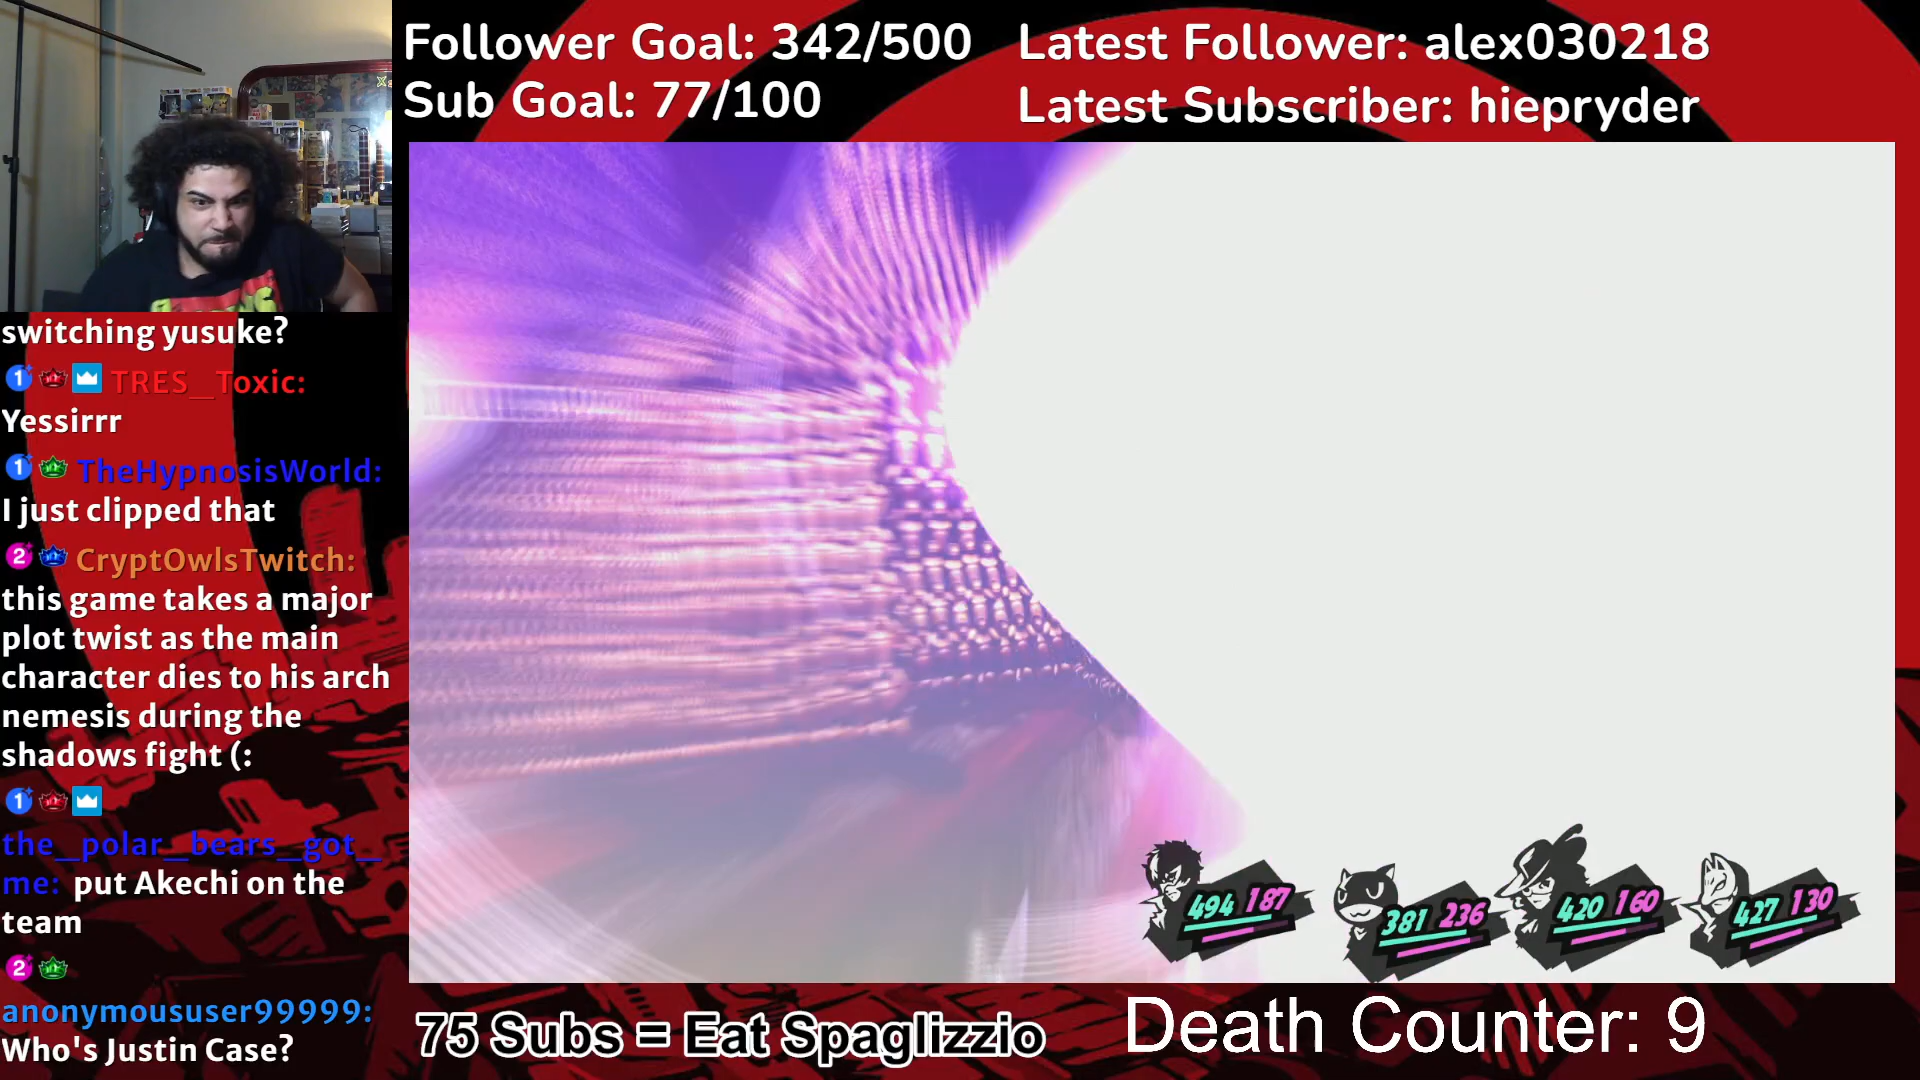 Follower Goal: 342/500
Latest Follower: alex030218
Sub Goal: 77/100
Latest Subscriber: hiepryder
switching yusuke?
TRES__Toxic:
Yessirrr
TheHypnosisWorld:
I just clipped that
CryptOwlsTwitch:
this game takes a major
plot twist as the main
character dies to his arch
nemesis during the
shadows fight (:
the__polar__bears__got__
me: put Akechi on the
team
anonymoususer99999:
Who's Justin Case?
494 187
381 236
420 160
427 130
75 Subs = Eat Spaglizzio
Death Counter: 9